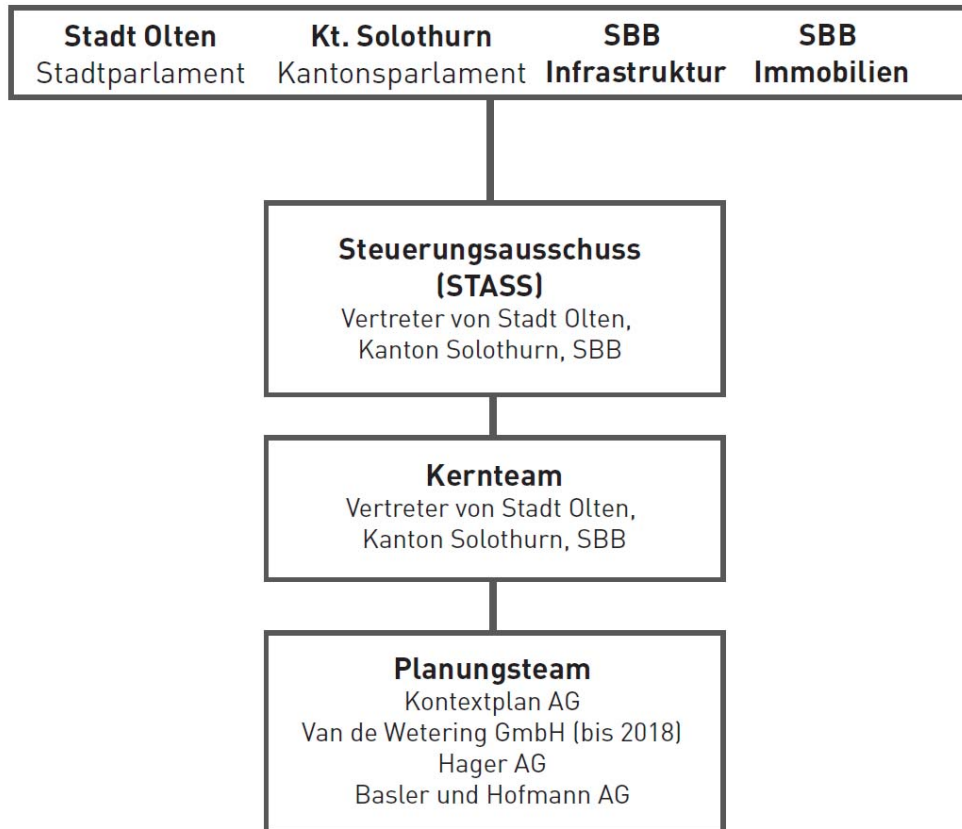 Stadt Olten Kt. Solothurn SBB SBB
Stadtparlament Kantonsparlament Infrastruktur Immobilien
Steuerungsausschuss
(STASS)
Vertreter von Stadt Olten,
Kanton Solothurn, SBB
Kernteam
Vertreter von Stadt Olten,
Kanton Solothurn, SBB
Planungsteam
Kontextplan AG
Van de Wetering GmbH (bis 2018)
Hager AG
Basler und Hofmann AG